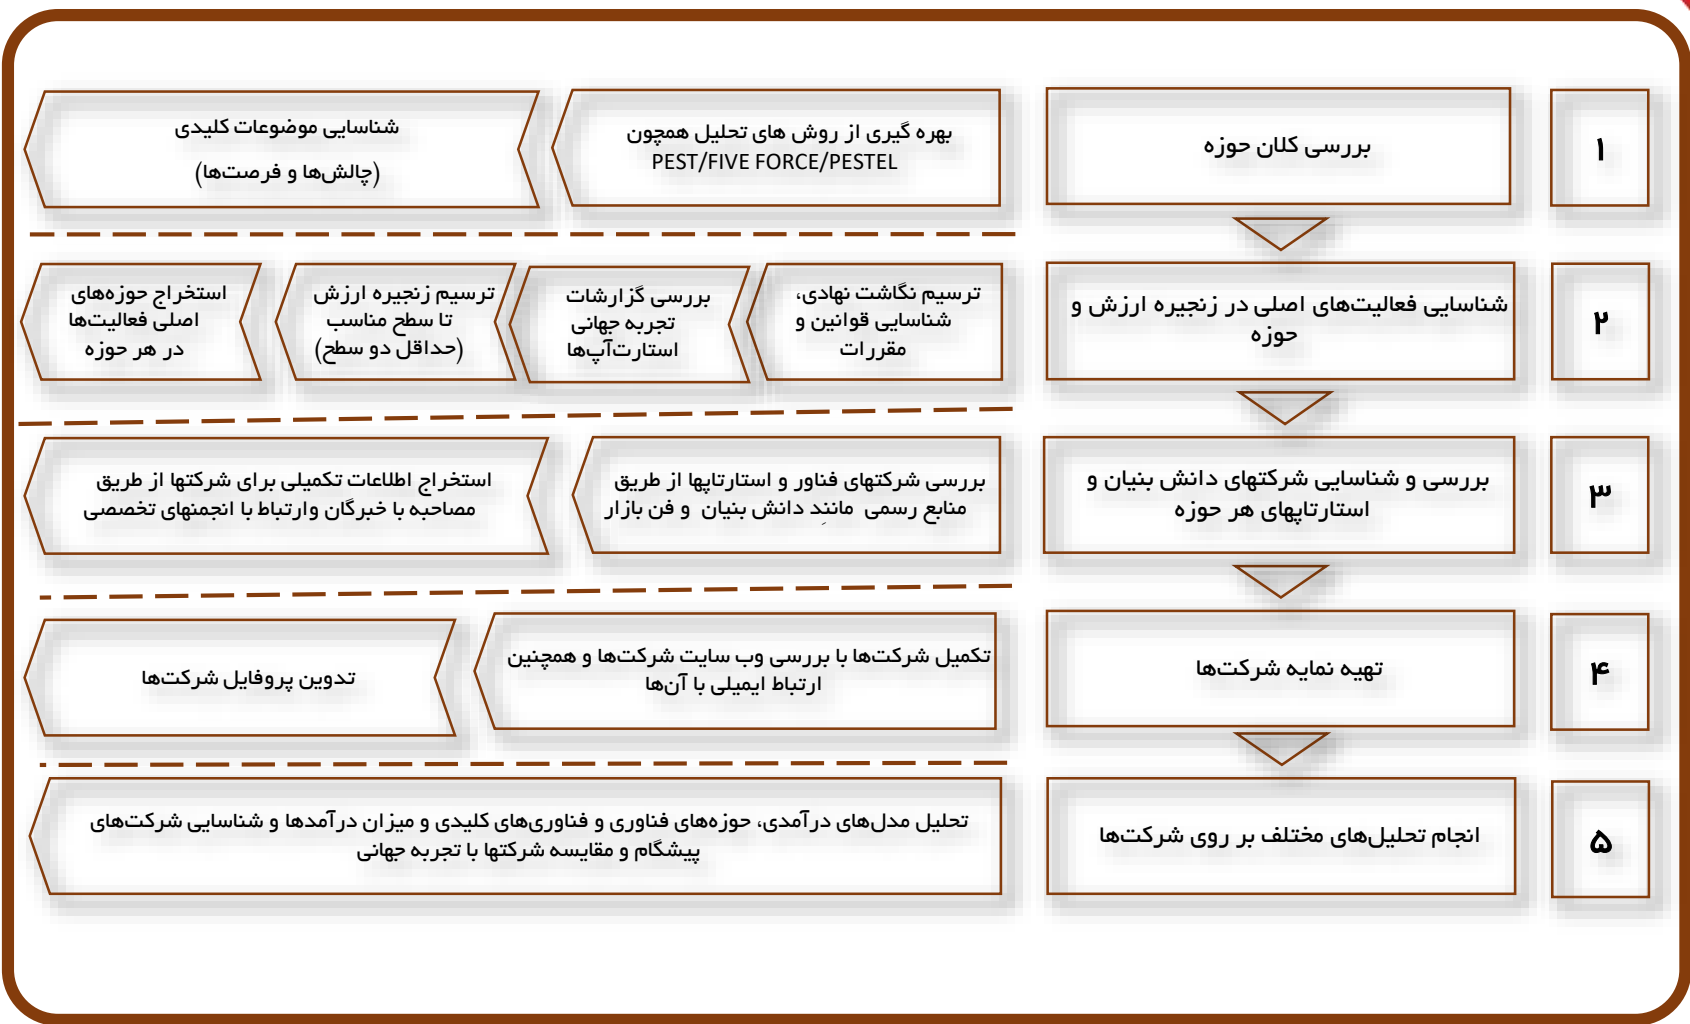 ۱
بررسی کلان حوزه
بهره گیری از روش های تحلیل همچون
PEST/FIVE FORCE/PESTEL
شناسایی موضوعات کلیدی
(چالش‌ها و فرصت‌ها)
۲
شناسایی فعالیت‌های اصلی در زنجیره ارزش و
حوزه
ترسیم نگاشت نهادی،
شناسایی قوانین و
مقررات
بررسی گزارشات
تجربه جهانی
استارت‌آپ‌ها
ترسیم زنجیره ارزش
تا سطح مناسب
(حداقل دو سطح)
استخراج حوزه‌های
اصلی فعالیت‌ها
در هر حوزه
۳
بررسی و شناسایی شرکتهای دانش بنیان و
استارتاپهای هر حوزه
بررسی شرکتهای فناور و استارتاپها از طریق
منابع رسمی مانندِ دانش بنیان و فن بازار
استخراج اطلاعات تکمیلی برای شرکتها از طریق
مصاحبه با خبرگان وارتباط با انجمنهای تخصصی
۴
تهیه نمایه شرکت‌ها
تکمیل شرکت‌ها با بررسی وب سایت شرکت‌ها و همچنین
ارتباط ایمیلی با آن‌ها
تدوین پروفایل شرکت‌ها
۵
انجام تحلیل‌های مختلف بر روی شرکت‌ها
تحلیل مدل‌های درآمدی، حوزه‌های فناوری و فناوری‌های کلیدی و میزان درآمدها و شناسایی شرکت‌های
پیشگام و مقایسه شرکتها با تجربه جهانی